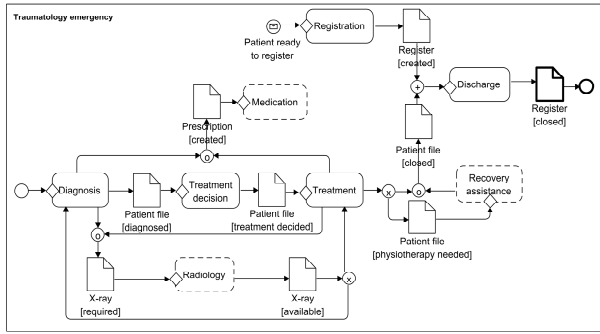 Traumatology emergency
Registration
Patient ready
to register
Register
[created]
+
Discharge
Register
[closed]
Medication
Prescription
[created]
Patient file
[closed]
o
Diagnosis
Treatment
decision
Treatment
x
o
Recovery
assistance
Patient file
[diagnosed]
Patient file
[treatment decided]
Patient file
[physiotherapy needed]
o
Radiology
x
X-ray
[required]
X-ray
[available]